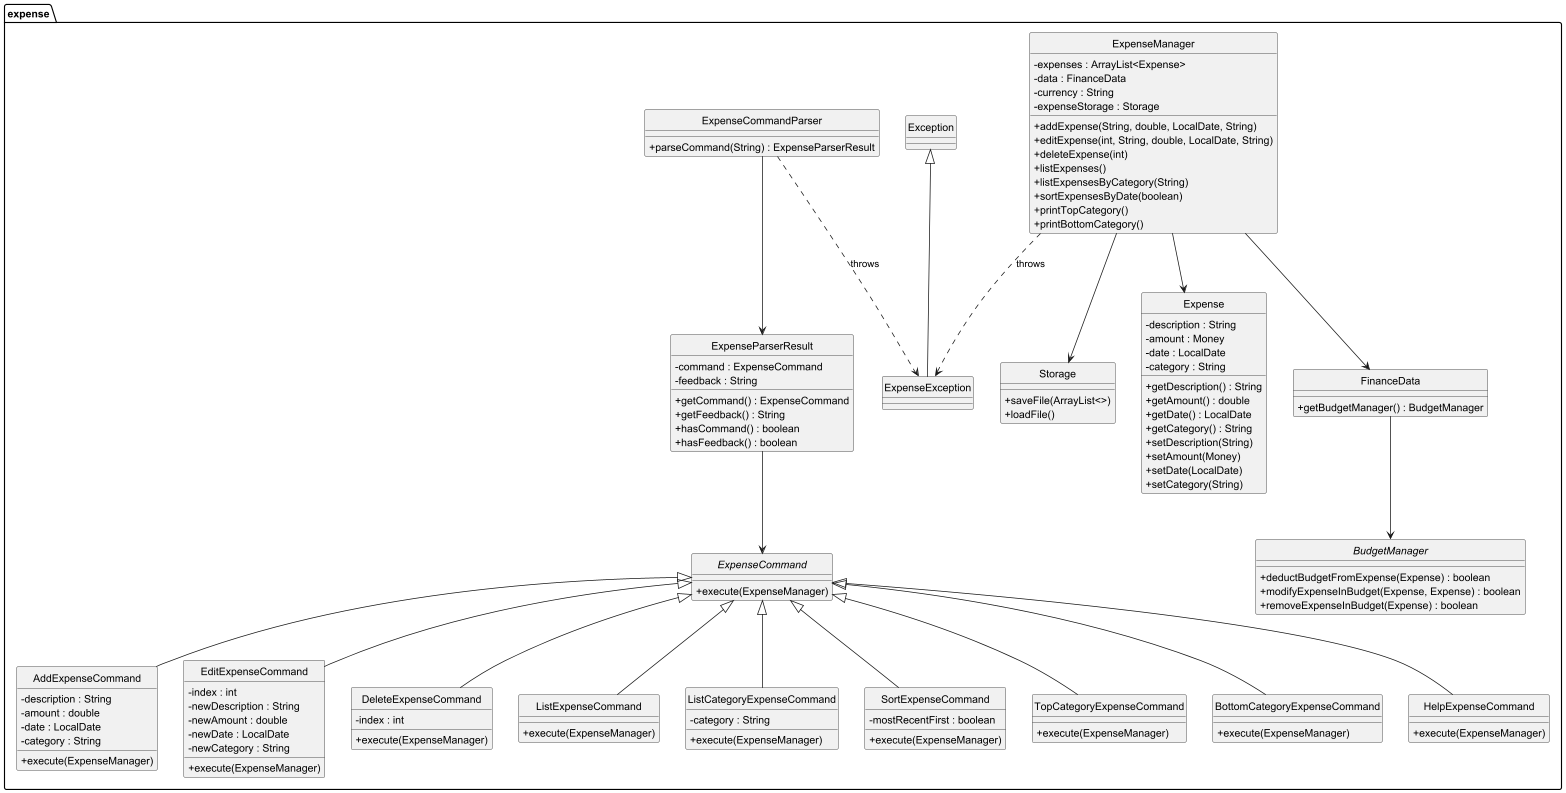 expense
ExpenseManager
-expenses : ArrayList<Expense>
-data : FinanceData
-currency : String
-expenseStorage : Storage
+addExpense(String, double, LocalDate, String)
+editExpense(int, String, double, LocalDate, String)
+deleteExpense(int)
+listExpenses()
+listExpensesByCategory(String)
+sortExpensesByDate(boolean)
+printTopCategory()
+printBottomCategory()
ExpenseCommandParser
+parseCommand(String) : ExpenseParserResult
Exception
throws
throws
ExpenseParserResult
-command : ExpenseCommand
-feedback : String
+getCommand() : ExpenseCommand
+getFeedback() : String
+hasCommand() : boolean
+hasFeedback() : boolean
ExpenseException
Storage
+saveFile(ArrayList<>)
+loadFile()
Expense
-description : String
-amount : Money
-date : LocalDate
-category : String
+getDescription() : String
+getAmount() : double
+getDate() : LocalDate
+getCategory() : String
+setDescription(String)
+setAmount(Money)
+setDate(LocalDate)
+setCategory(String)
FinanceData
+getBudgetManager() : BudgetManager
ExpenseCommand
+execute(ExpenseManager)
BudgetManager
+deductBudgetFromExpense(Expense) : boolean
+modifyExpenseInBudget(Expense, Expense) : boolean
+removeExpenseInBudget(Expense) : boolean
AddExpenseCommand
-description : String
-amount : double
-date : LocalDate
-category : String
+execute(ExpenseManager)
EditExpenseCommand
-index : int
-newDescription : String
-newAmount : double
-newDate : LocalDate
-newCategory : String
+execute(ExpenseManager)
DeleteExpenseCommand
-index : int
+execute(ExpenseManager)
ListExpenseCommand
+execute(ExpenseManager)
ListCategoryExpenseCommand
-category : String
+execute(ExpenseManager)
SortExpenseCommand
-mostRecentFirst : boolean
+execute(ExpenseManager)
TopCategoryExpenseCommand
+execute(ExpenseManager)
BottomCategoryExpenseCommand
+execute(ExpenseManager)
HelpExpenseCommand
+execute(ExpenseManager)